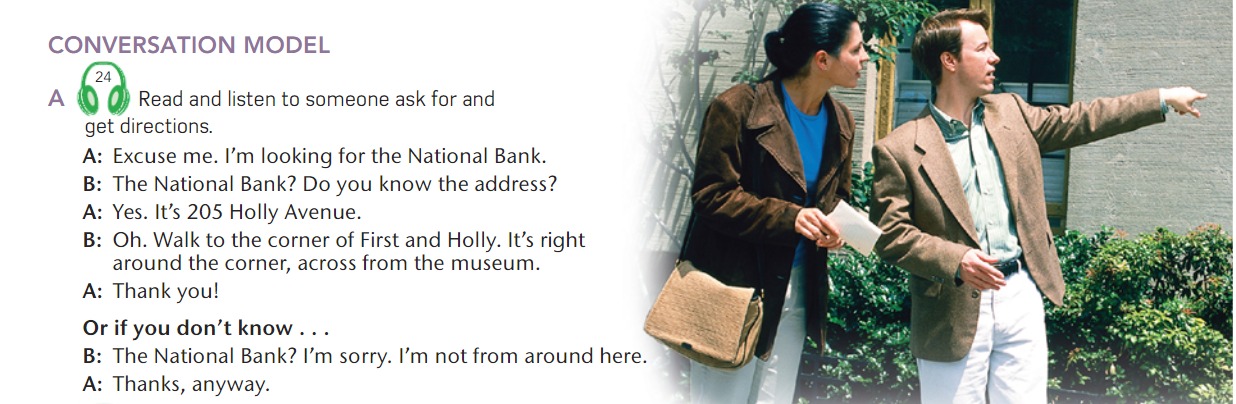 CONVERSATION MODEL
24
A Read and listen to someone ask for and
get directions.
A: Excuse me. I’m looking for the National Bank.
B: The National Bank? Do you know the address?
A: Yes. It’s 205 Holly Avenue.
B: Oh. Walk to the corner of First and Holly. It’s right
around the corner, across from the museum.
A: Thank you!
Or if you don’t know . . .
B: The National Bank? I’m sorry. I’m not from around here.
A: Thanks, anyway.